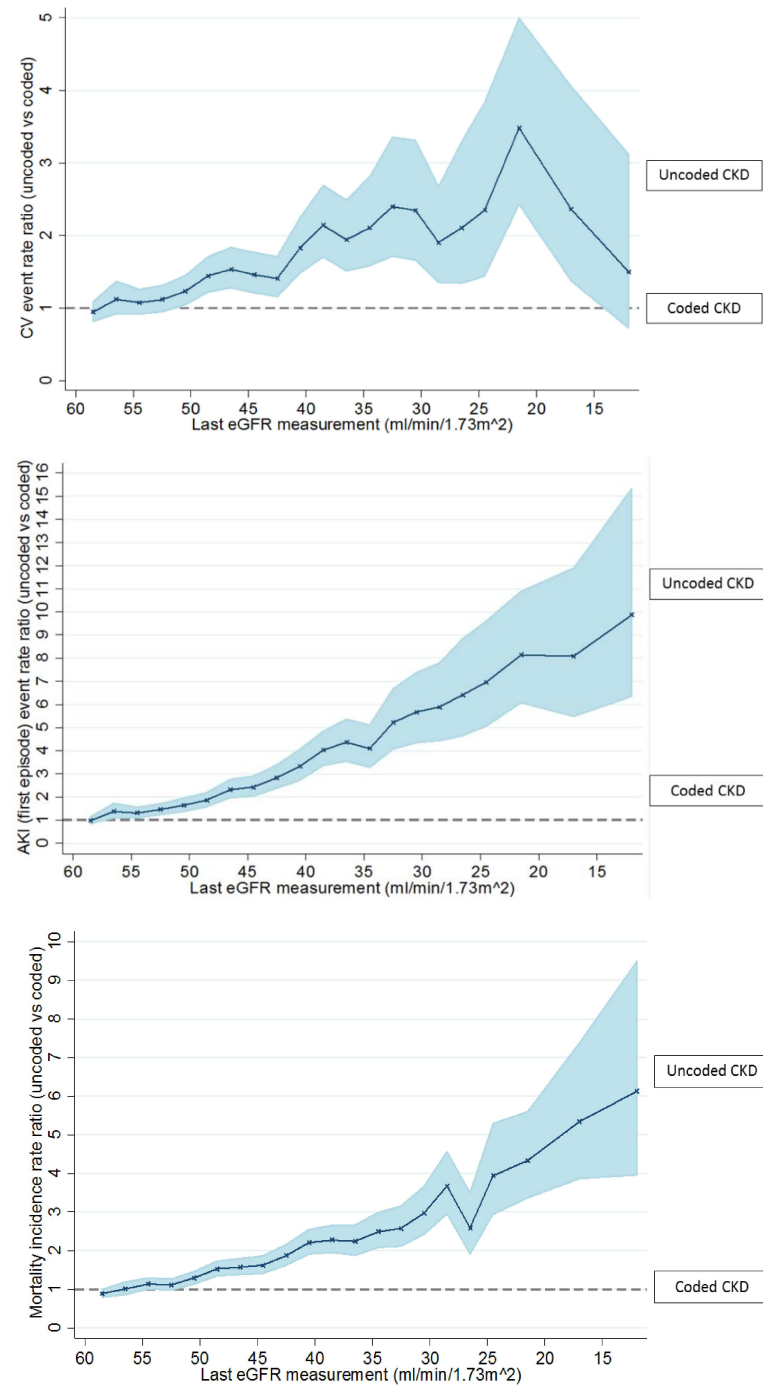 CV event rate ratio (uncoded vs coded)
5
4
3
2
1
0
Uncoded CKD
Coded CKD
60 55 50 45 40 35 30 25 20 15
Last eGFR measurement (ml/min/1.73m^2)
AKI (first episode) event rate ratio (uncoded vs coded)
16
15
14
13
12
11
10
9
8
7
6
5
4
3
2
1
0
Uncoded CKD
Coded CKD
60 55 50 45 40 35 30 25 20 15
Last eGFR measurement (ml/min/1.73m^2)
Mortality incidence rate ratio (uncoded vs coded)
10
9
8
7
6
5
4
3
2
1
0
Uncoded CKD
Coded CKD
60 55 50 45 40 35 30 25 20 15
Last eGFR measurement (ml/min/1.73m^2)